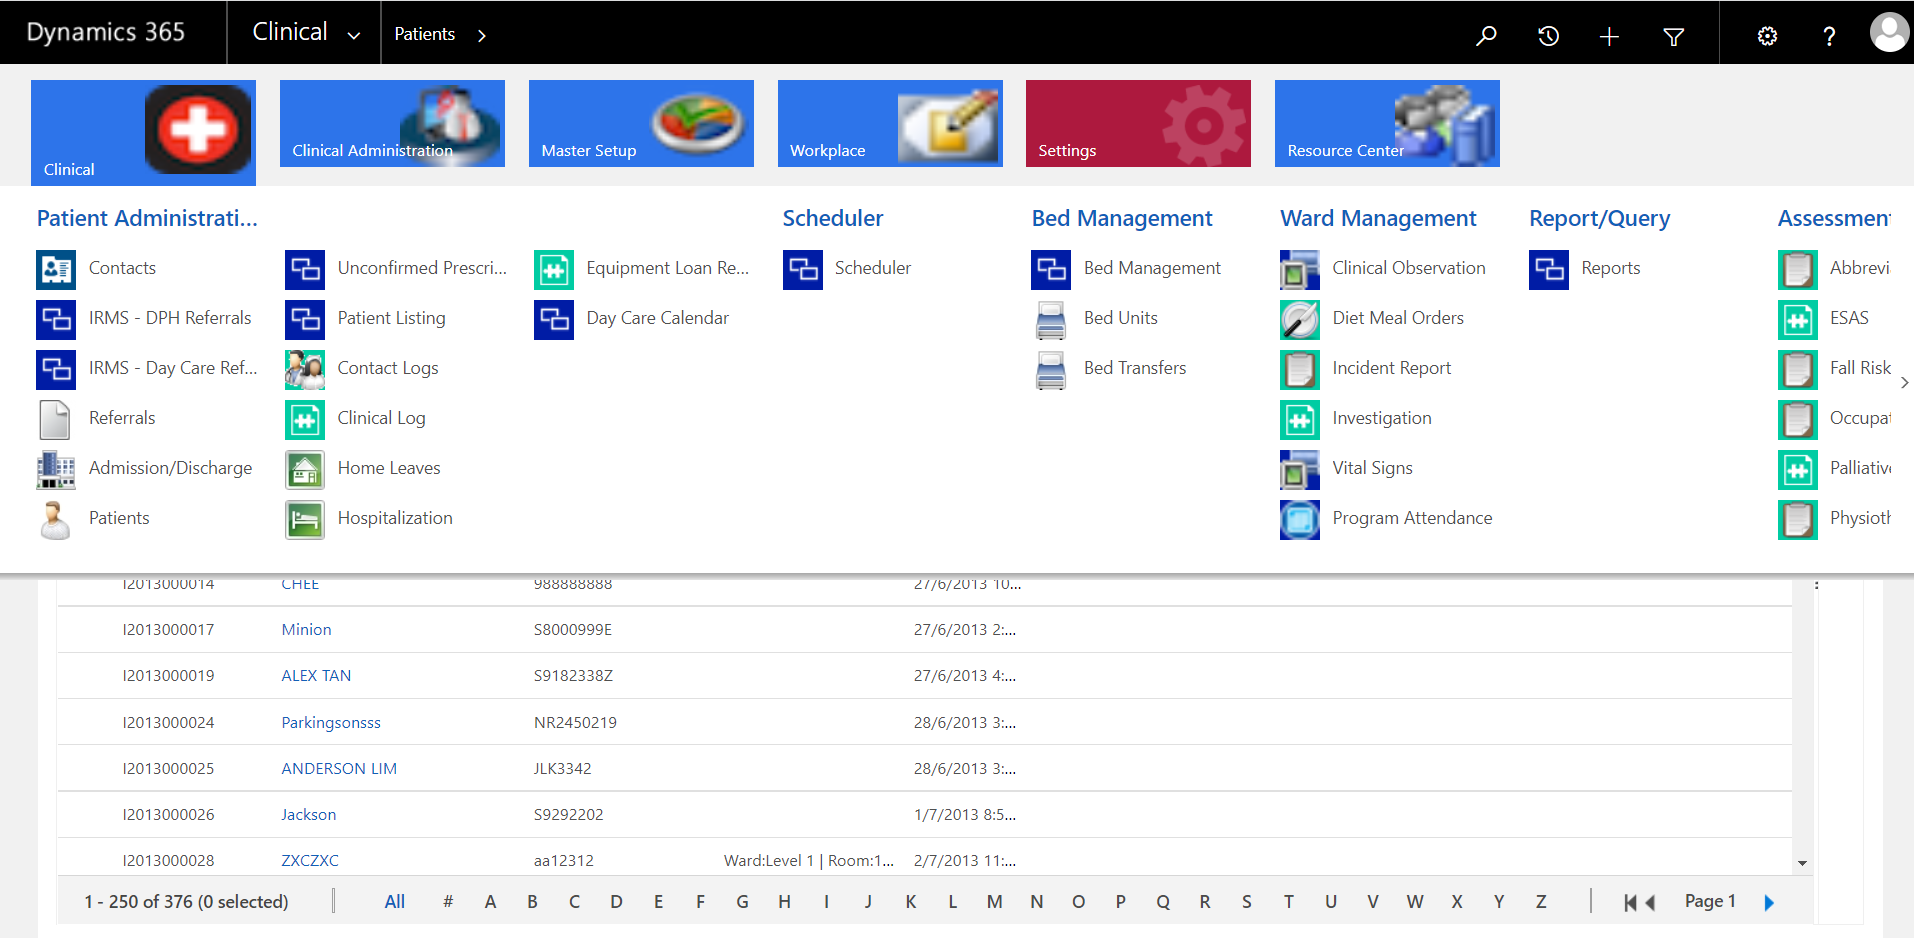 Dynamics 365 Clinical Patients
Clinical Clinical Administration Master Setup Workplace Settings Resource Center
Patient Administrati... Scheduler Bed Management Ward Management Report/Query Assessment
Contacts Unconfirmed Prescri... Equipment Loan Re... Scheduler Bed Management Clinical Observation Reports Abbrevi
IRMS - DPH Referrals Patient Listing Day Care Calendar Bed Units Diet Meal Orders ESAS
IRMS - Day Care Ref... Contact Logs Bed Transfers Incident Report Fall Risk
Referrals Clinical Log Investigation Occupat
Admission/Discharge Home Leaves Vital Signs Palliative
Patients Hospitalization Program Attendance Physioth
I2013000014 CHEE 988888888 27/6/2013 10...
I2013000017 Minion S8000999E 27/6/2013 2:...
I2013000019 ALEX TAN S9182338Z 27/6/2013 4:...
I2013000024 Parkingsonsss NR2450219 28/6/2013 3:...
I2013000025 ANDERSON LIM JLK3342 28/6/2013 3:...
I2013000026 Jackson S9292202 1/7/2013 8:5...
I2013000028 ZXCZXC aa12312 Ward:Level 1 | Room:1... 2/7/2013 11:...
1 - 250 of 376 (0 selected) All # A B C D E F G H I J K L M N O P Q R S T U V W X Y Z Page 1